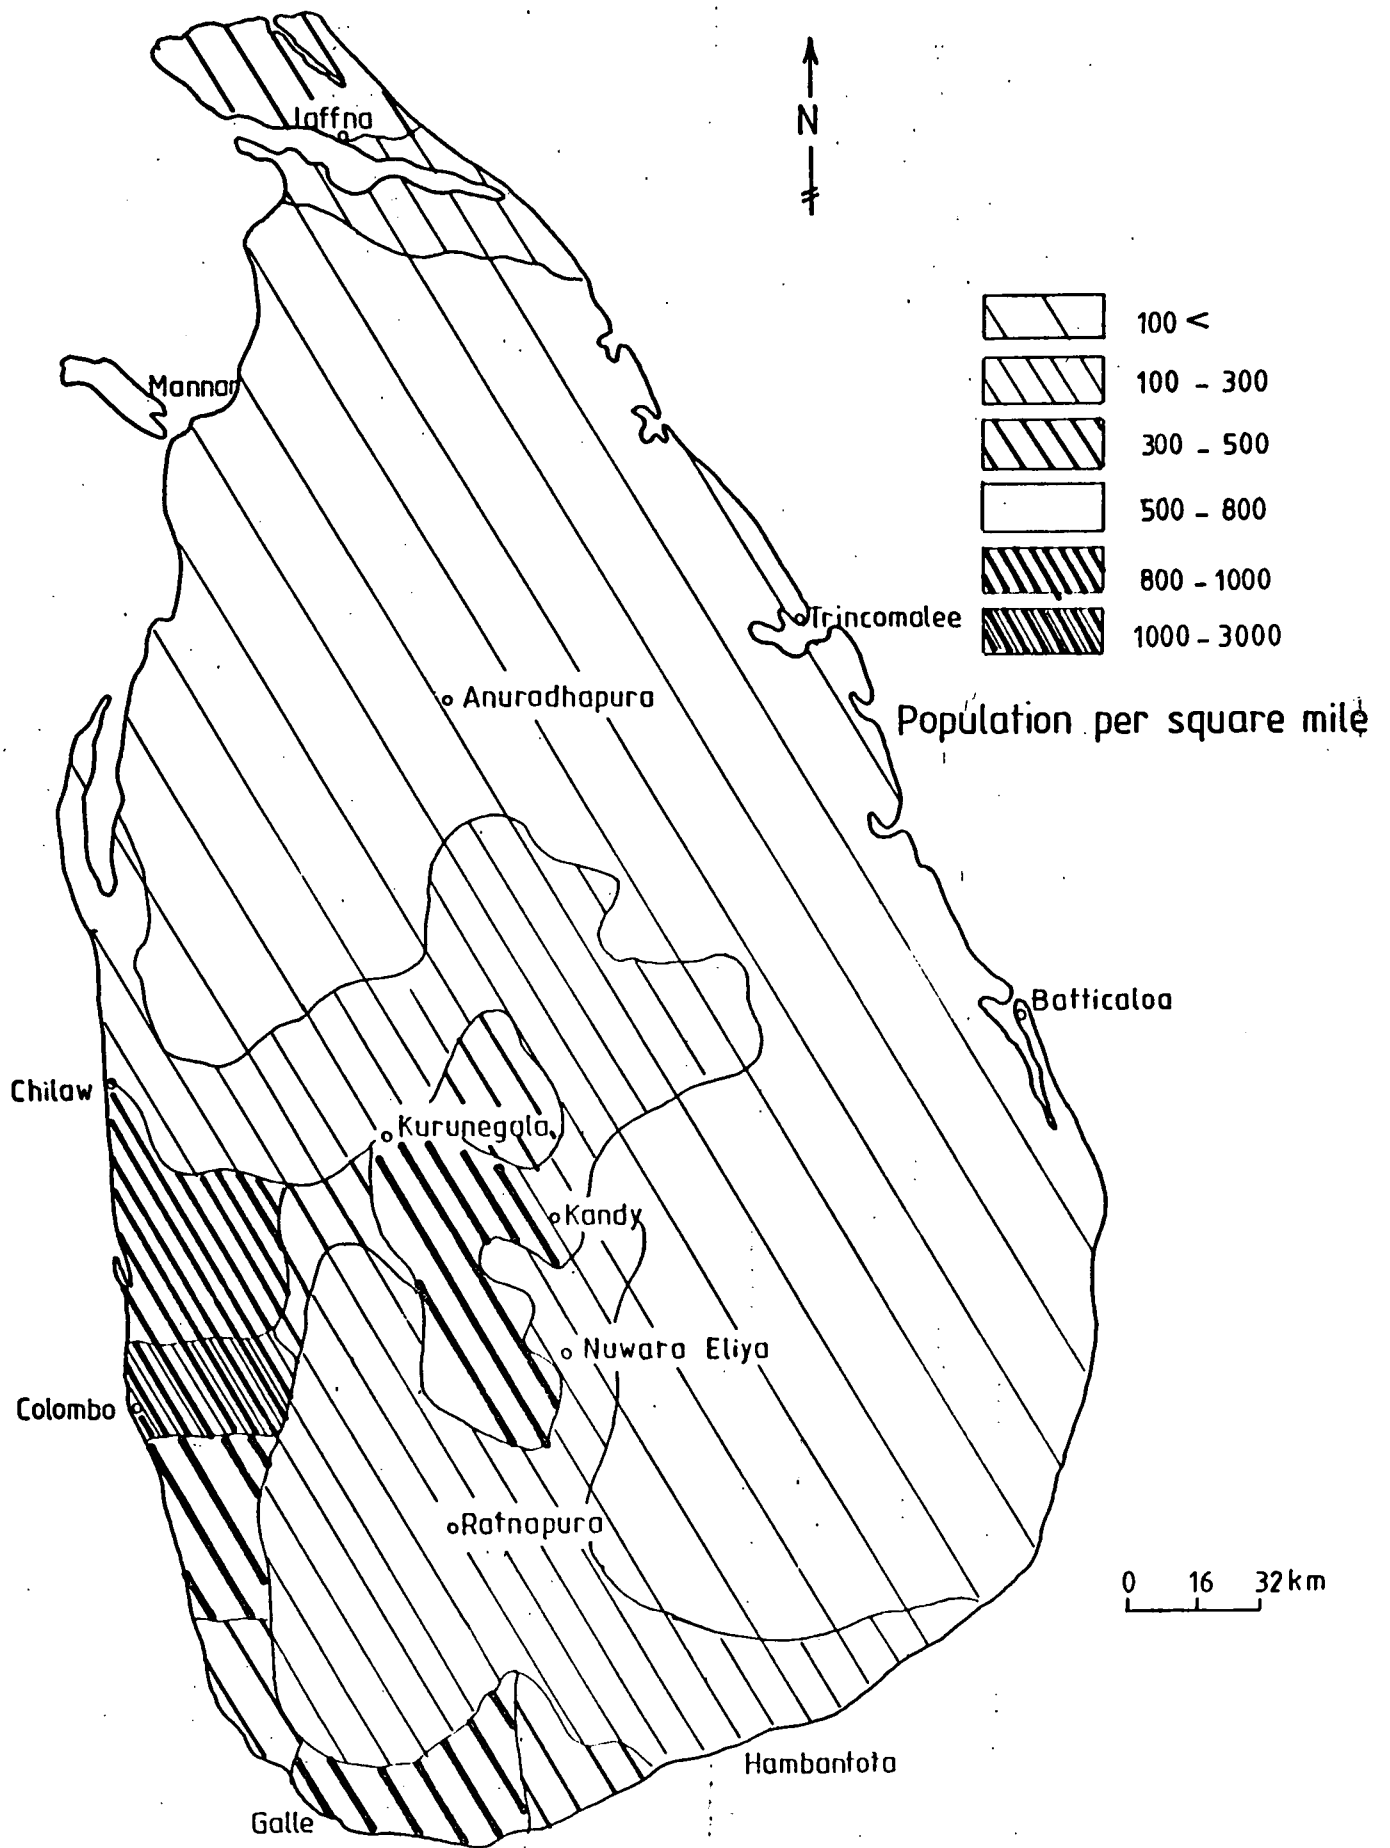 Jaffna
N
100 <
100 - 300
Mannar
300 - 500
500 - 800
800 - 1000
Trincomalee
1000 - 3000
Anuradhapura
Population per square mile
Batticaloa
Chilaw
Kurunegala
Kandy
Nuwara Eliya
Colombo
Ratnapura
0 16 32 km
Hambantota
Galle